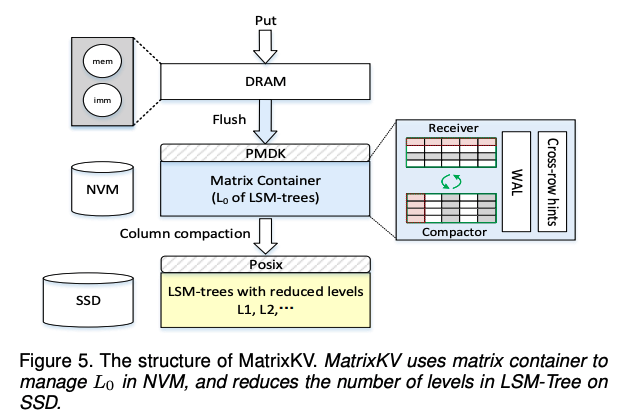 Put
mem
imm
DRAM
Flush
PMDK
NVM
Matrix Container
(L₀ of LSM-trees)
Receiver
Compactor
WAL
Cross-row hints
Column compaction
Posix
SSD
LSM-trees with reduced levels
L1, L2,⋯
Figure 5. The structure of MatrixKV. MatrixKV uses matrix container to
manage L₀ in NVM, and reduces the number of levels in LSM-Tree on
SSD.